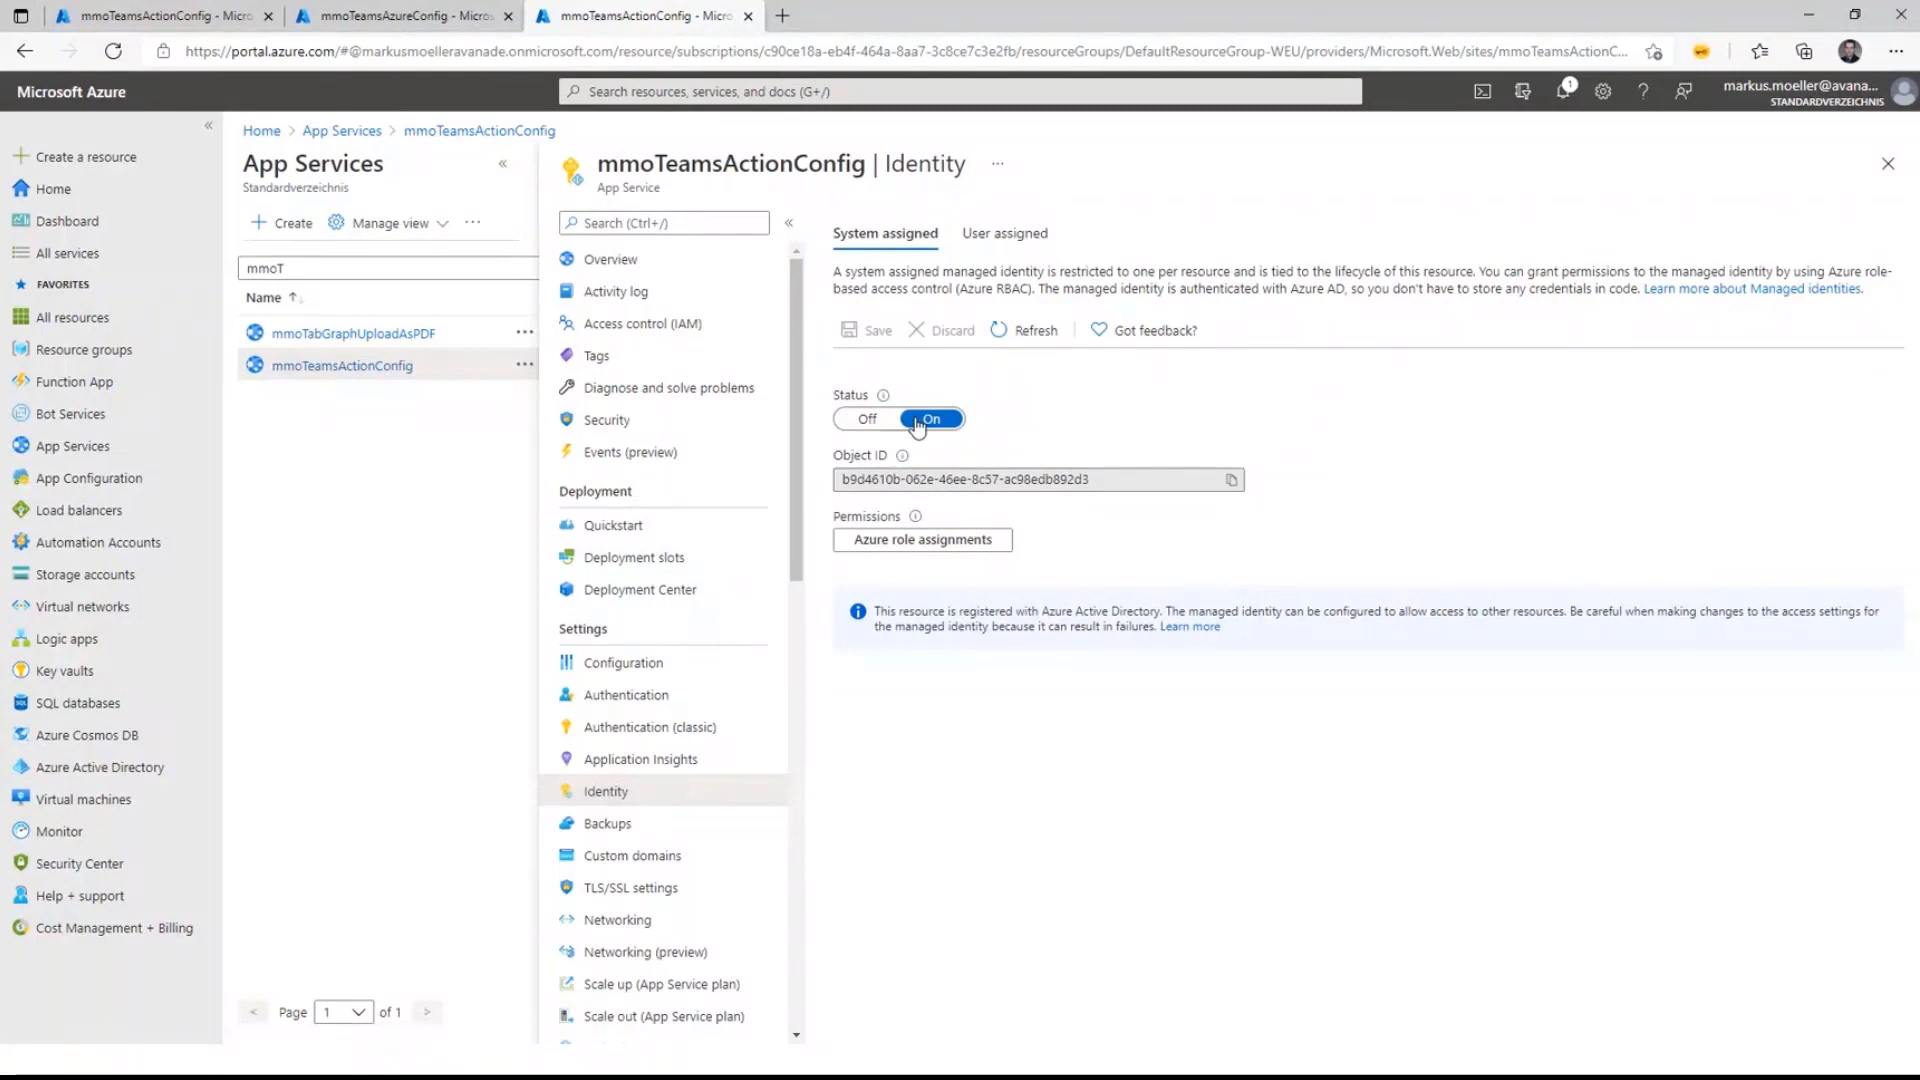 mmoTeamsActionConfig - Micro
mmoTeamsAzureConfig - Micros
mmoTeamsActionConfig - Micro
https://portal.azure.com/#@markusmoelleravanade.onmicrosoft.com/resource/subscriptions/c90ce18a-eb4f-464a-8aa7-3c8ce7c3e2fb/resourceGroups/DefaultResourceGroup-WEU/providers/Microsoft.Web/sites/mmoTeamsActionC...
Microsoft Azure
Search resources, services, and docs (G+/)
1
markus.moeller@avana...
STANDARDVERZEICHNIS
Create a resource
Home
Dashboard
All services
FAVORITES
All resources
Resource groups
Function App
Bot Services
App Services
App Configuration
Load balancers
Automation Accounts
Storage accounts
Virtual networks
Logic apps
Key vaults
SQL databases
Azure Cosmos DB
Azure Active Directory
Virtual machines
Monitor
Security Center
Help + support
Cost Management + Billing
Home > App Services > mmoTeamsActionConfig
App Services
Standardverzeichnis
Create
Manage view
mmoT
Name
mmoTabGraphUploadAsPDF
mmoTeamsActionConfig
Page 1 of 1
mmoTeamsActionConfig | Identity
App Service
Search (Ctrl+/)
Overview
Activity log
Access control (IAM)
Tags
Diagnose and solve problems
Security
Events (preview)
Deployment
Quickstart
Deployment slots
Deployment Center
Settings
Configuration
Authentication
Authentication (classic)
Application Insights
Identity
Backups
Custom domains
TLS/SSL settings
Networking
Networking (preview)
Scale up (App Service plan)
Scale out (App Service plan)
System assigned
User assigned
A system assigned managed identity is restricted to one per resource and is tied to the lifecycle of this resource. You can grant permissions to the managed identity by using Azure role-
based access control (Azure RBAC). The managed identity is authenticated with Azure AD, so you don't have to store any credentials in code. Learn more about Managed identities.
Save
Discard
Refresh
Got feedback?
Status
Off
On
Object ID
b9d4610b-062e-46ee-8c57-ac98edb892d3
Permissions
Azure role assignments
This resource is registered with Azure Active Directory. The managed identity can be configured to allow access to other resources. Be careful when making changes to the access settings for
the managed identity because it can result in failures. Learn more